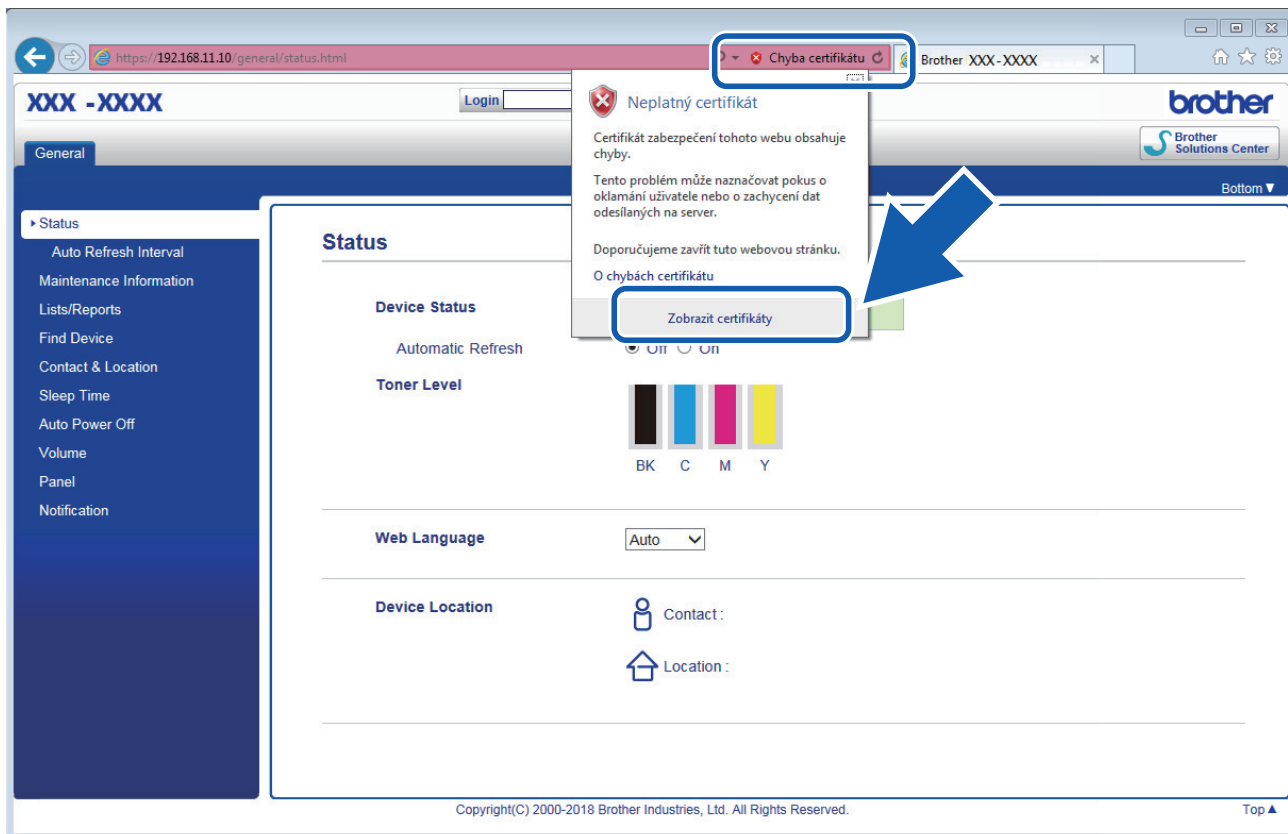 https://192.168.11.10/general/status.html
Chyba certifikátu
Brother XXX-XXXX
XXX -XXXX
Login
brother
General
Brother
Solutions Center
Bottom▼
Neplatný certifikát
Certifikát zabezpečení tohoto webu obsahuje
chyby.
Tento problém může naznačovat pokus o
oklamání uživatele nebo o zachycení dat
odesílaných na server.
Doporučujeme zavřít tuto webovou stránku.
O chybách certifikátu
Zobrazit certifikáty
Status
Auto Refresh Interval
Maintenance Information
Lists/Reports
Find Device
Contact & Location
Sleep Time
Auto Power Off
Volume
Panel
Notification
Status
Device Status
Automatic Refresh
Off On
Toner Level
BK C M Y
Web Language
Auto
Device Location
Contact :
Location :
Copyright(C) 2000-2018 Brother Industries, Ltd. All Rights Reserved.
Top▲